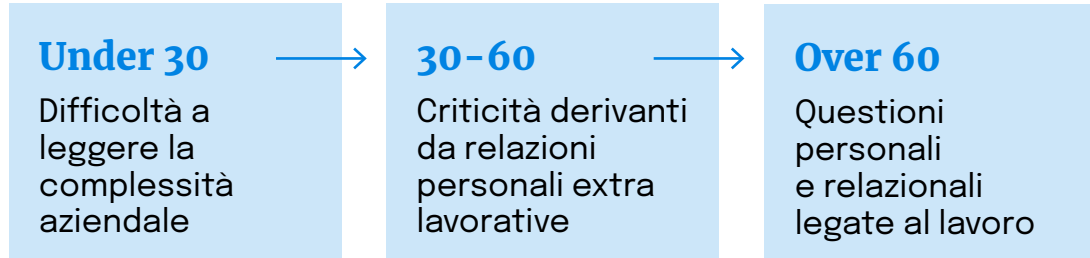 Under 30
Difficoltà a
leggere la
complessità
aziendale
30-60
Criticità derivanti
da relazioni
personali extra
lavorative
Over 60
Questioni
personali
e relazionali
legate al lavoro